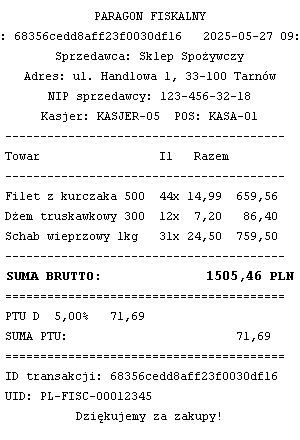 PARAGON FISKALNY
: 68356cedd8aff23f0030df16 2025-05-27 09:
Sprzedawca: Sklep Spożywczy
Adres: ul. Handlowa 1, 33-100 Tarnów
NIP sprzedawcy: 123-456-32-18
Kasjer: KASJER-05 POS: KASA-01
----------------------------------------
Towar Il Razem
----------------------------------------
Filet z kurczaka 500 44x 14,99 659,56
Dżem truskawkowy 300 12x 7,20 86,40
Schab wieprzowy 1kg 31x 24,50 759,50
----------------------------------------
SUMA BRUTTO: 1505,46 PLN
========================================
PTU D 5,00% 71,69
SUMA PTU: 71,69
========================================
ID transakcji: 68356cedd8aff23f0030df16
UID: PL-FISC-00012345
Dziękujemy za zakupy!